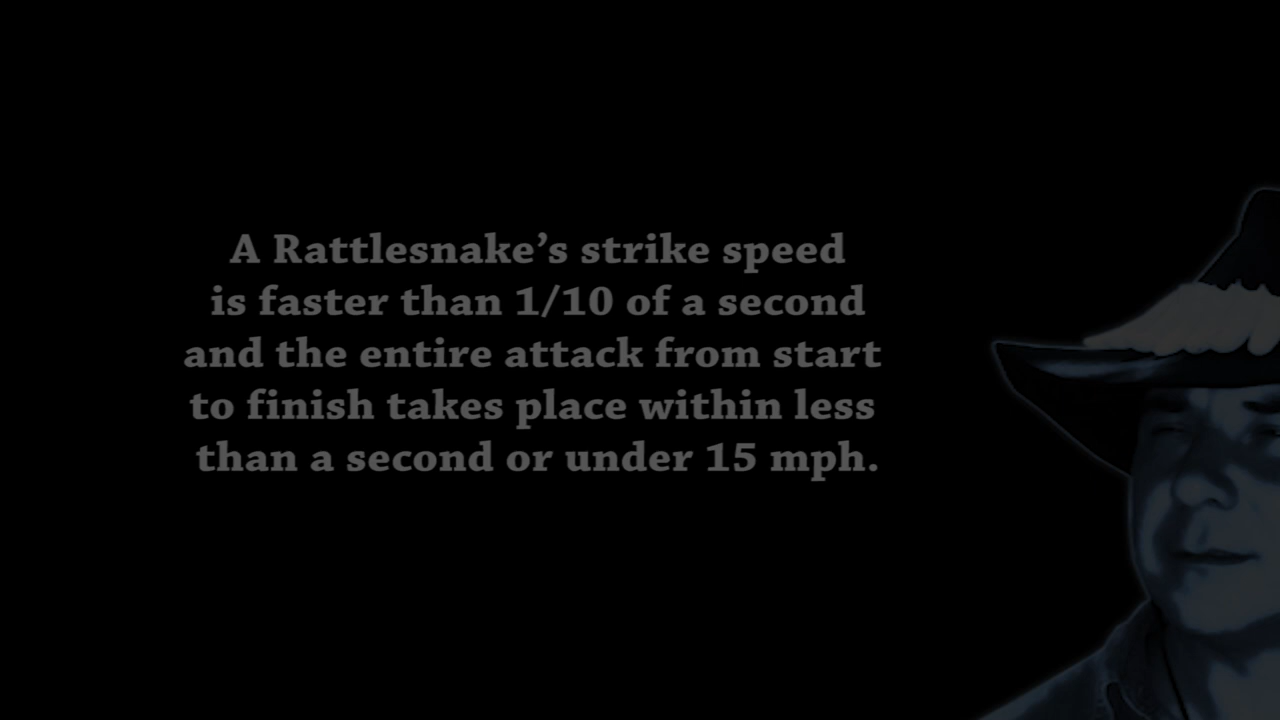 A Rattlesnake’s strike speed
is faster than 1/10 of a second
and the entire attack from start
to finish takes place within less
than a second or under 15 mph.